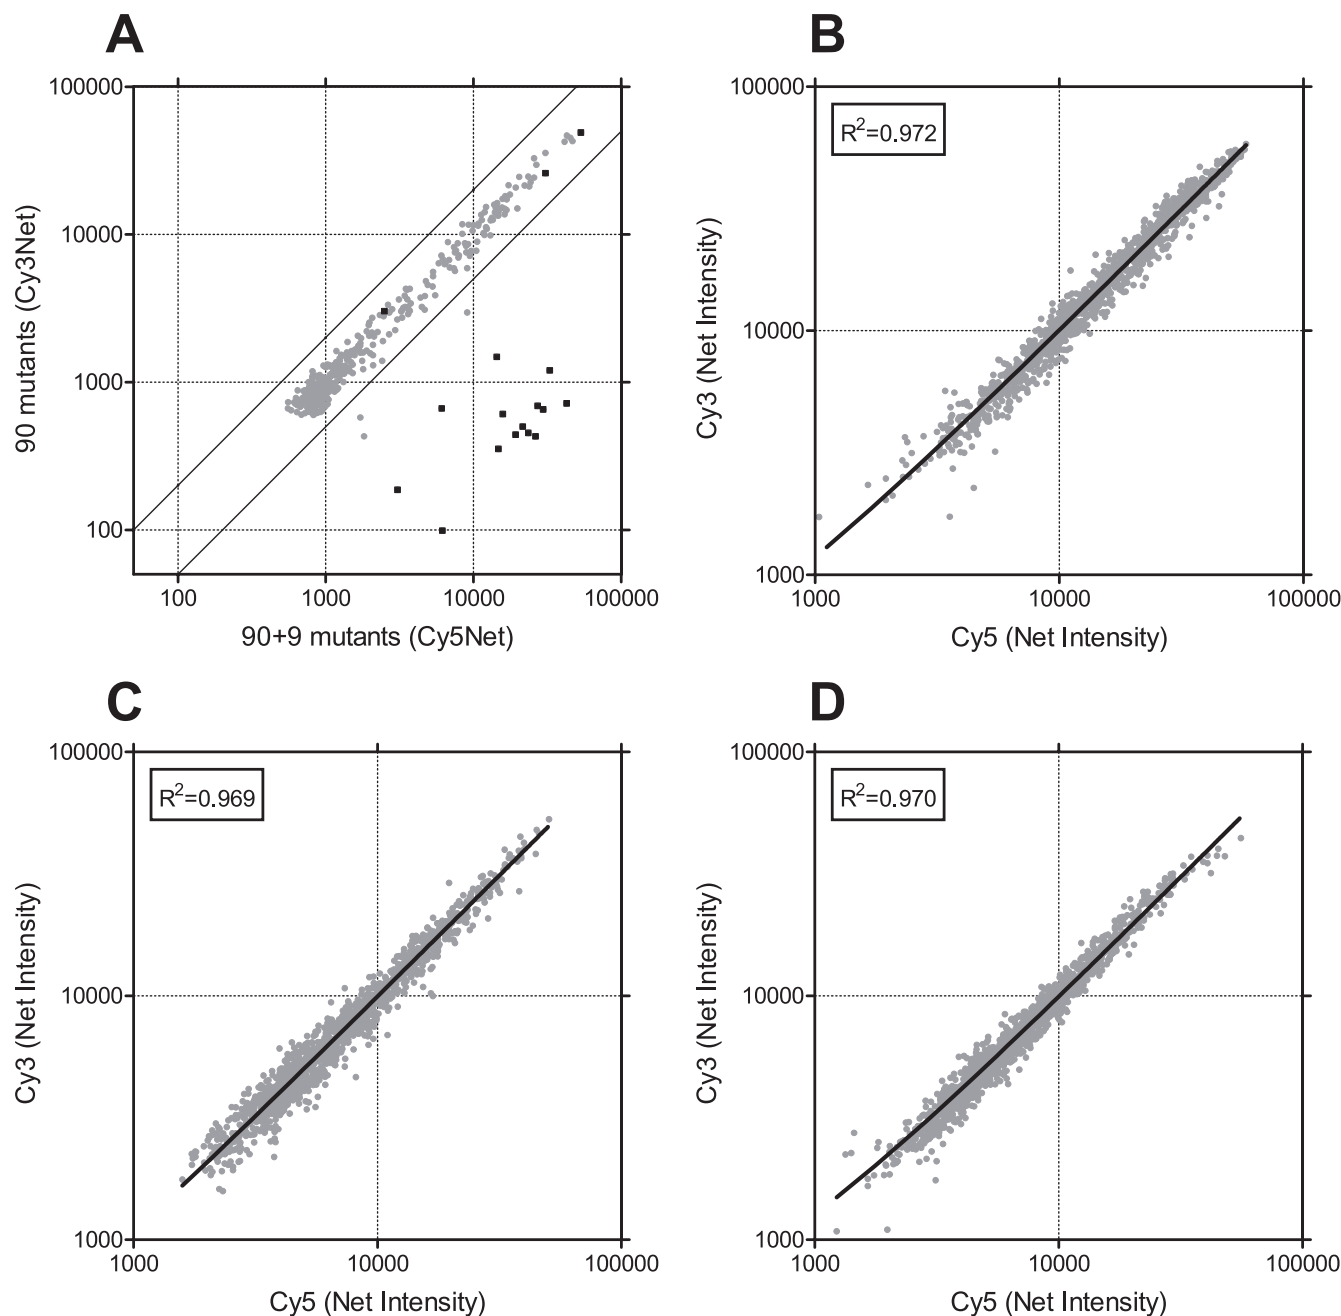 A
100000
10000
1000
100
90 mutants (Cy3Net)
100 1000 10000 100000
90+9 mutants (Cy5Net)
B
100000
10000
1000
Cy3 (Net Intensity)
R²=0.972
1000 10000 100000
Cy5 (Net Intensity)
C
100000
10000
1000
Cy3 (Net Intensity)
R²=0.969
1000 10000 100000
Cy5 (Net Intensity)
D
100000
10000
1000
Cy3 (Net Intensity)
R²=0.970
1000 10000 100000
Cy5 (Net Intensity)